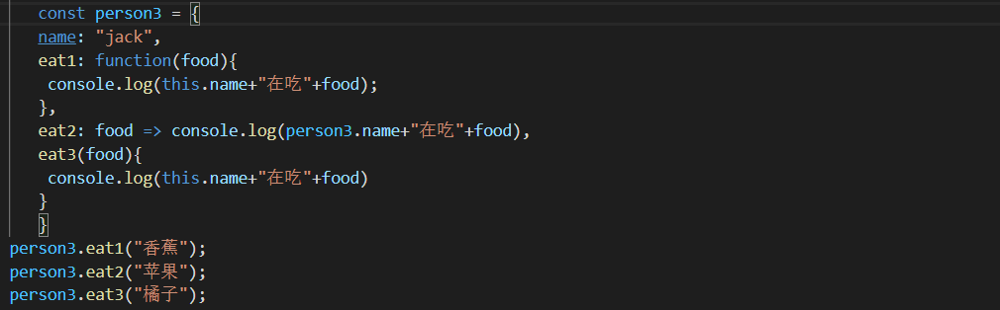 const person3 = {
name: "jack",
eat1: function(food){
console.log(this.name+"在吃"+food);
},
eat2: food => console.log(person3.name+"在吃"+food),
eat3(food){
console.log(this.name+"在吃"+food)
}
}
person3.eat1("香蕉");
person3.eat2("苹果");
person3.eat3("橘子");